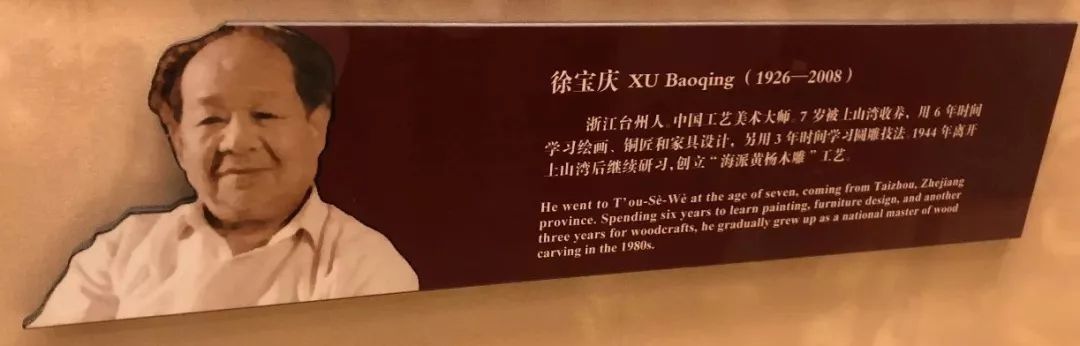 徐宝庆 XU Baoqing（1926—2008）
浙江台州人。中国工艺美术大师。7 岁被土山湾收养，用 6 年时间
学习绘画、铜匠和家具设计，另用 3 年时间学习圆雕技法。1944 年离开
土山湾后继续研习，创立“海派黄杨木雕”工艺。
He went to T'ou-Sè-Wè at the age of seven, coming from Taizhou, Zhejiang
province. Spending six years to learn painting, furniture design, and another
three years for woodcrafts, he gradually grew up as a national master of wood
carving in the 1980s.